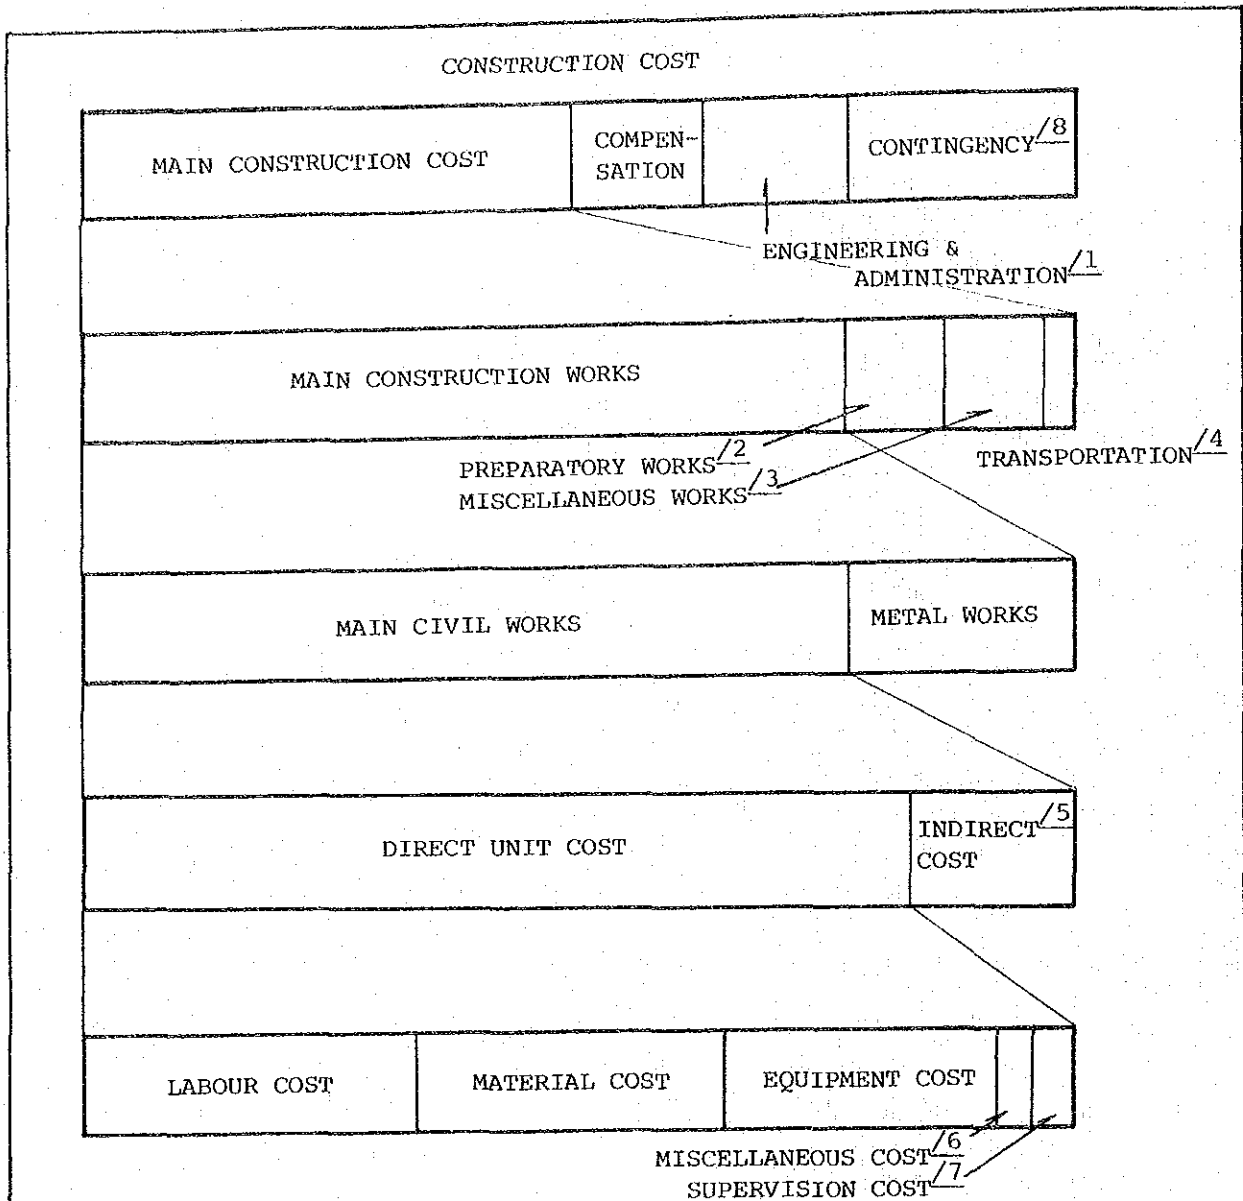 CONSTRUCTION COST
MAIN CONSTRUCTION COST
COMPEN-
SATION
CONTINGENCY/8
ENGINEERING &
ADMINISTRATION/1
MAIN CONSTRUCTION WORKS
PREPARATORY WORKS/2
MISCELLANEOUS WORKS/3
TRANSPORTATION/4
MAIN CIVIL WORKS
METAL WORKS
DIRECT UNIT COST
INDIRECT/5
COST
LABOUR COST
MATERIAL COST
EQUIPMENT COST
MISCELLANEOUS COST/6
SUPERVISION COST/7